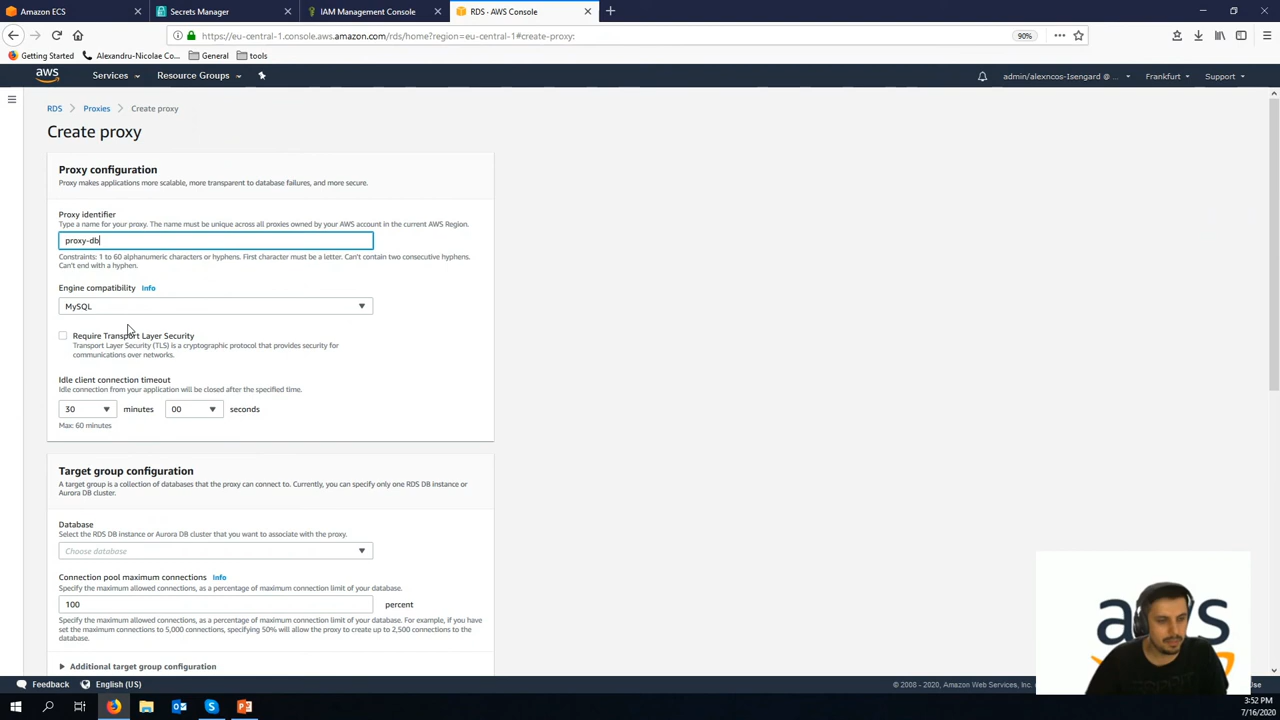 Amazon ECS
Secrets Manager
IAM Management Console
RDS - AWS Console
https://eu-central-1.console.aws.amazon.com/rds/home?region=eu-central-1#create-proxy:
90%
Getting Started
Alexandru-Nicolae Co...
General
tools
aws
Services
Resource Groups
admin/alexncos-Isengard @ ...
Frankfurt
Support
RDS
Proxies
Create proxy
Create proxy
Proxy configuration
Proxy makes applications more scalable, more transparent to database failures, and more secure.
Proxy identifier
Type a name for your proxy. The name must be unique across all proxies owned by your AWS account in the current AWS Region.
proxy-db
Constraints: 1 to 60 alphanumeric characters or hyphens. First character must be a letter. Can't contain two consecutive hyphens.
Can't end with a hyphen.
Engine compatibility Info
MySQL
Require Transport Layer Security
Transport Layer Security (TLS) is a cryptographic protocol that provides security for
communications over networks.
Idle client connection timeout
Idle connection from your application will be closed after the specified time.
30 minutes 00 seconds
Max: 60 minutes
Target group configuration
A target group is a collection of databases that the proxy can connect to. Currently, you can specify only one RDS DB instance or
Aurora DB cluster.
Database
Select the RDS DB instance or Aurora DB cluster that you want to associate with the proxy.
Choose database
Connection pool maximum connections Info
Specify the maximum allowed connections, as a percentage of maximum connection limit of your database.
100 percent
Specify the maximum allowed connections, as a percentage of maximum connection limit of your database. For example, if you have
set the maximum connections to 5,000 connections, specifying 50% will allow the proxy to create up to 2,500 connections to the
database.
Additional target group configuration
aws
Feedback
English (US)
© 2008 - 2020, Amazon Web Services, Inc.
Use
3:52 PM
7/16/2020